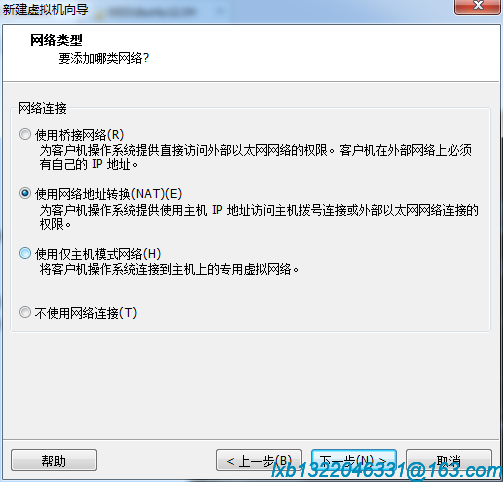 新建虚拟机向导
网络类型
要添加哪类网络?
网络连接
使用桥接网络(R)
为客户机操作系统提供直接访问外部以太网网络的权限。客户机在外部网络上必须
有自己的 IP 地址。
使用网络地址转换(NAT)(E)
为客户机操作系统提供使用主机 IP 地址访问主机拨号连接或外部以太网网络连接的
权限。
使用仅主机模式网络(H)
将客户机操作系统连接到主机上的专用虚拟网络。
不使用网络连接(T)
帮助
< 上一步(B)
下一步(N) >
取消
lxb1322046331@163.com